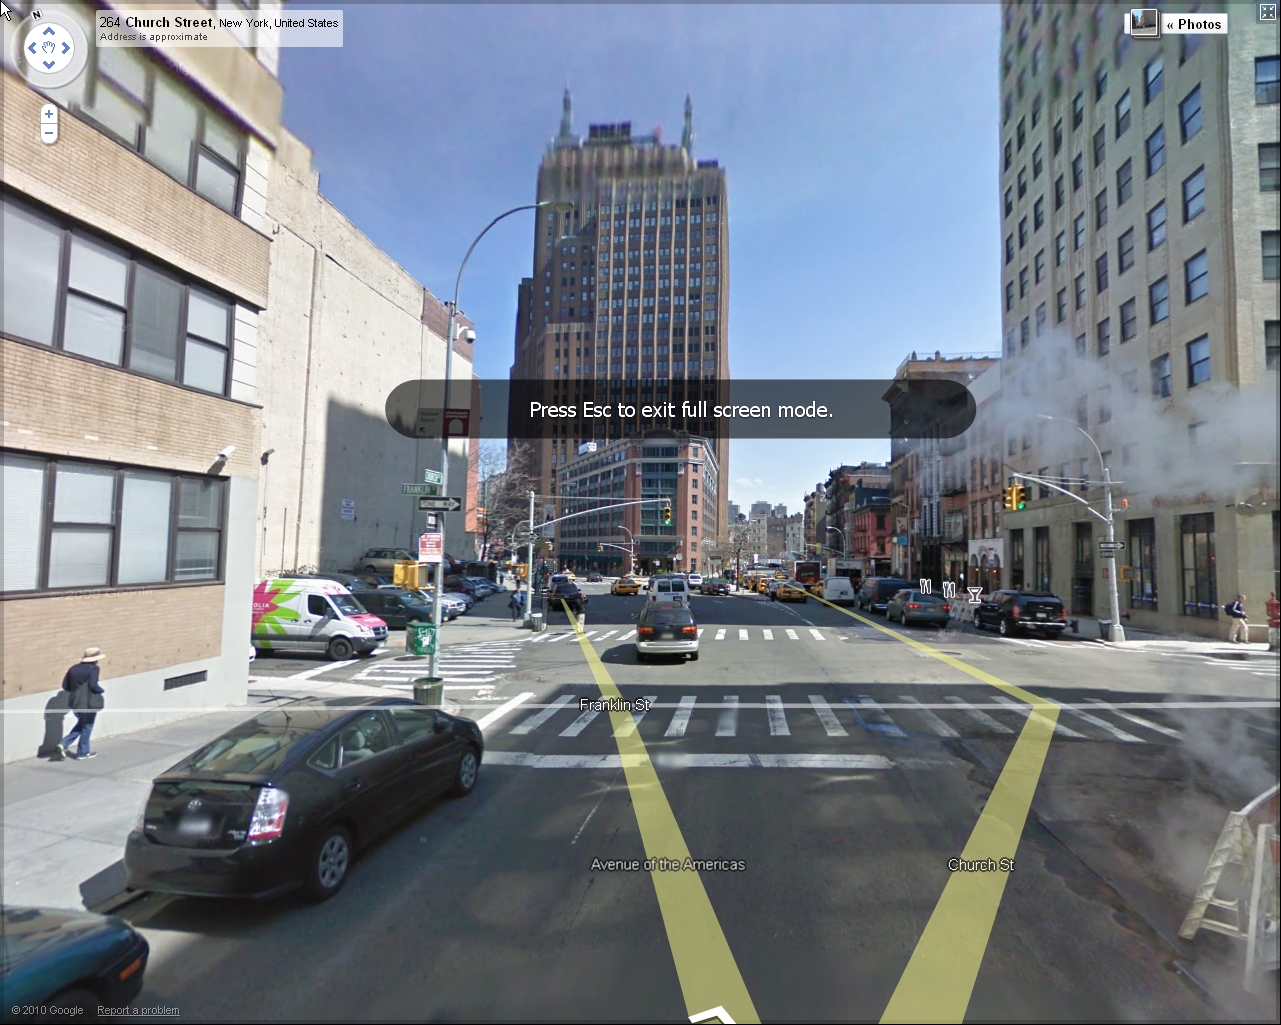 N
264 Church Street, New York, United States
Address is approximate
« Photos
+
−
Press Esc to exit full screen mode.
FRANKLIN
Franklin St
Avenue of the Americas
Church St
© 2010 Google
Report a problem